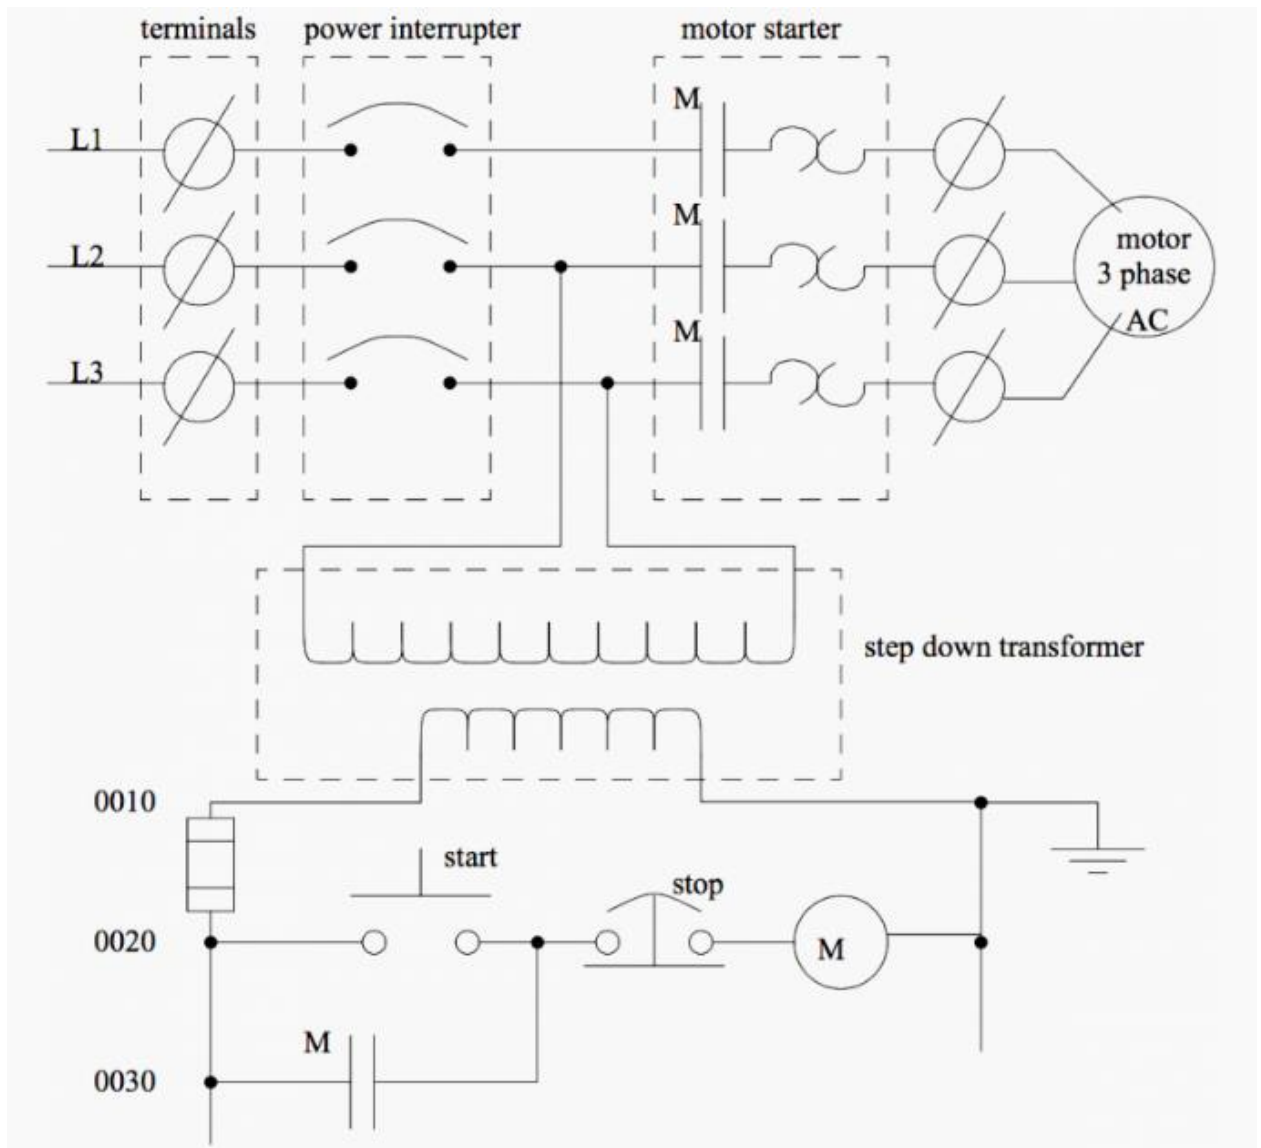 terminals power interrupter motor starter
M
L1
M
L2
motor
3 phase
AC
M
L3
step down transformer
0010
start
stop
0020
M
M
0030